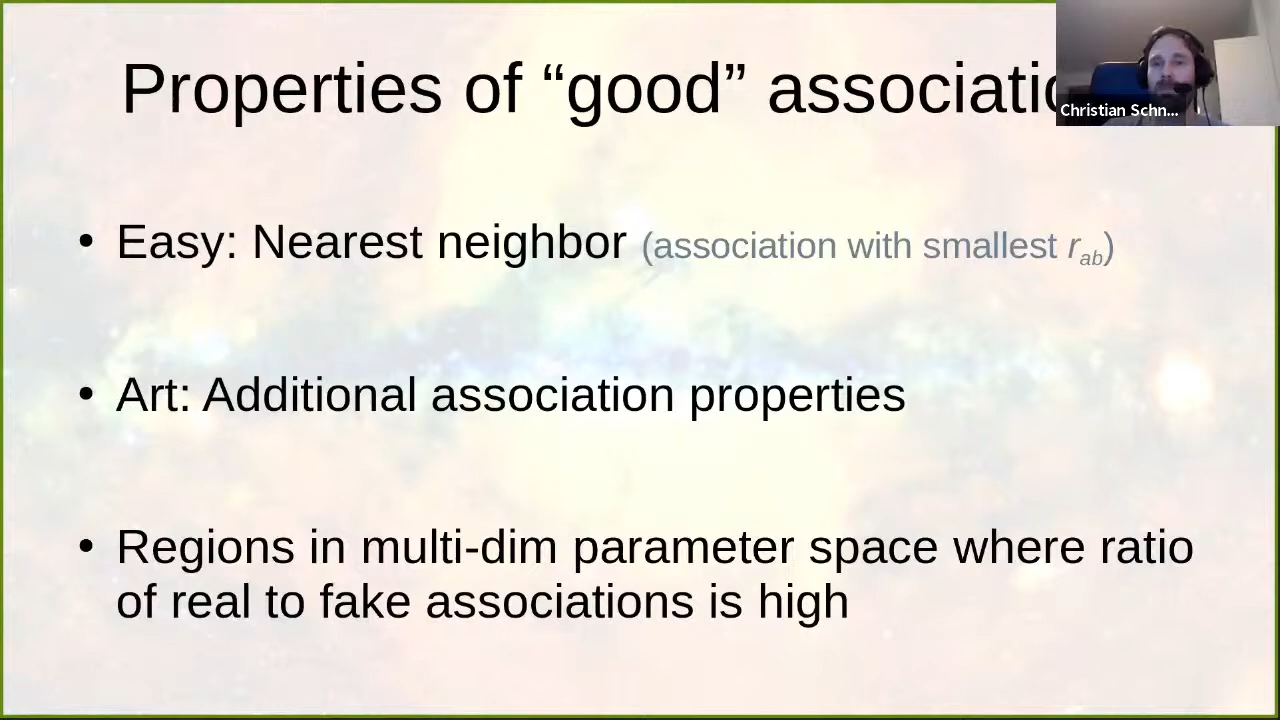 Properties of “good” associatio
Christian Schn...
• Easy: Nearest neighbor (association with smallest rab)
• Art: Additional association properties
• Regions in multi-dim parameter space where ratio
of real to fake associations is high